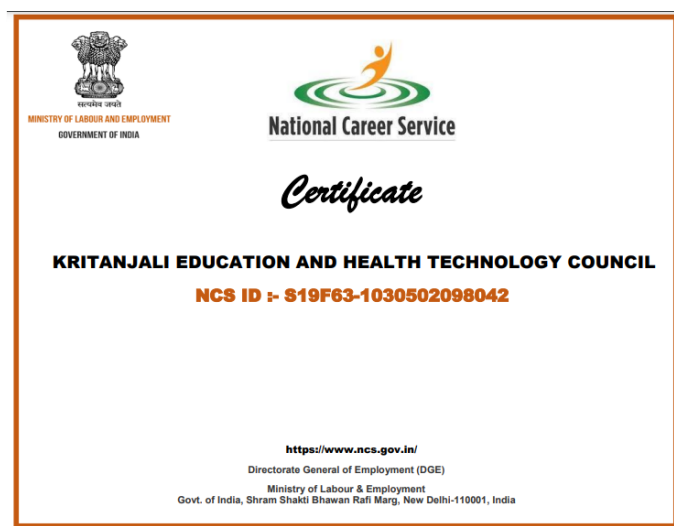 सत्यमेव जयते
MINISTRY OF LABOUR AND EMPLOYMENT
GOVERNMENT OF INDIA
National Career Service
Certificate
KRITANJALI EDUCATION AND HEALTH TECHNOLOGY COUNCIL
NCS ID :- S19F63-1030502098042
https://www.ncs.gov.in/
Directorate General of Employment (DGE)
Ministry of Labour & Employment
Govt. of India, Shram Shakti Bhawan Rafi Marg, New Delhi-110001, India